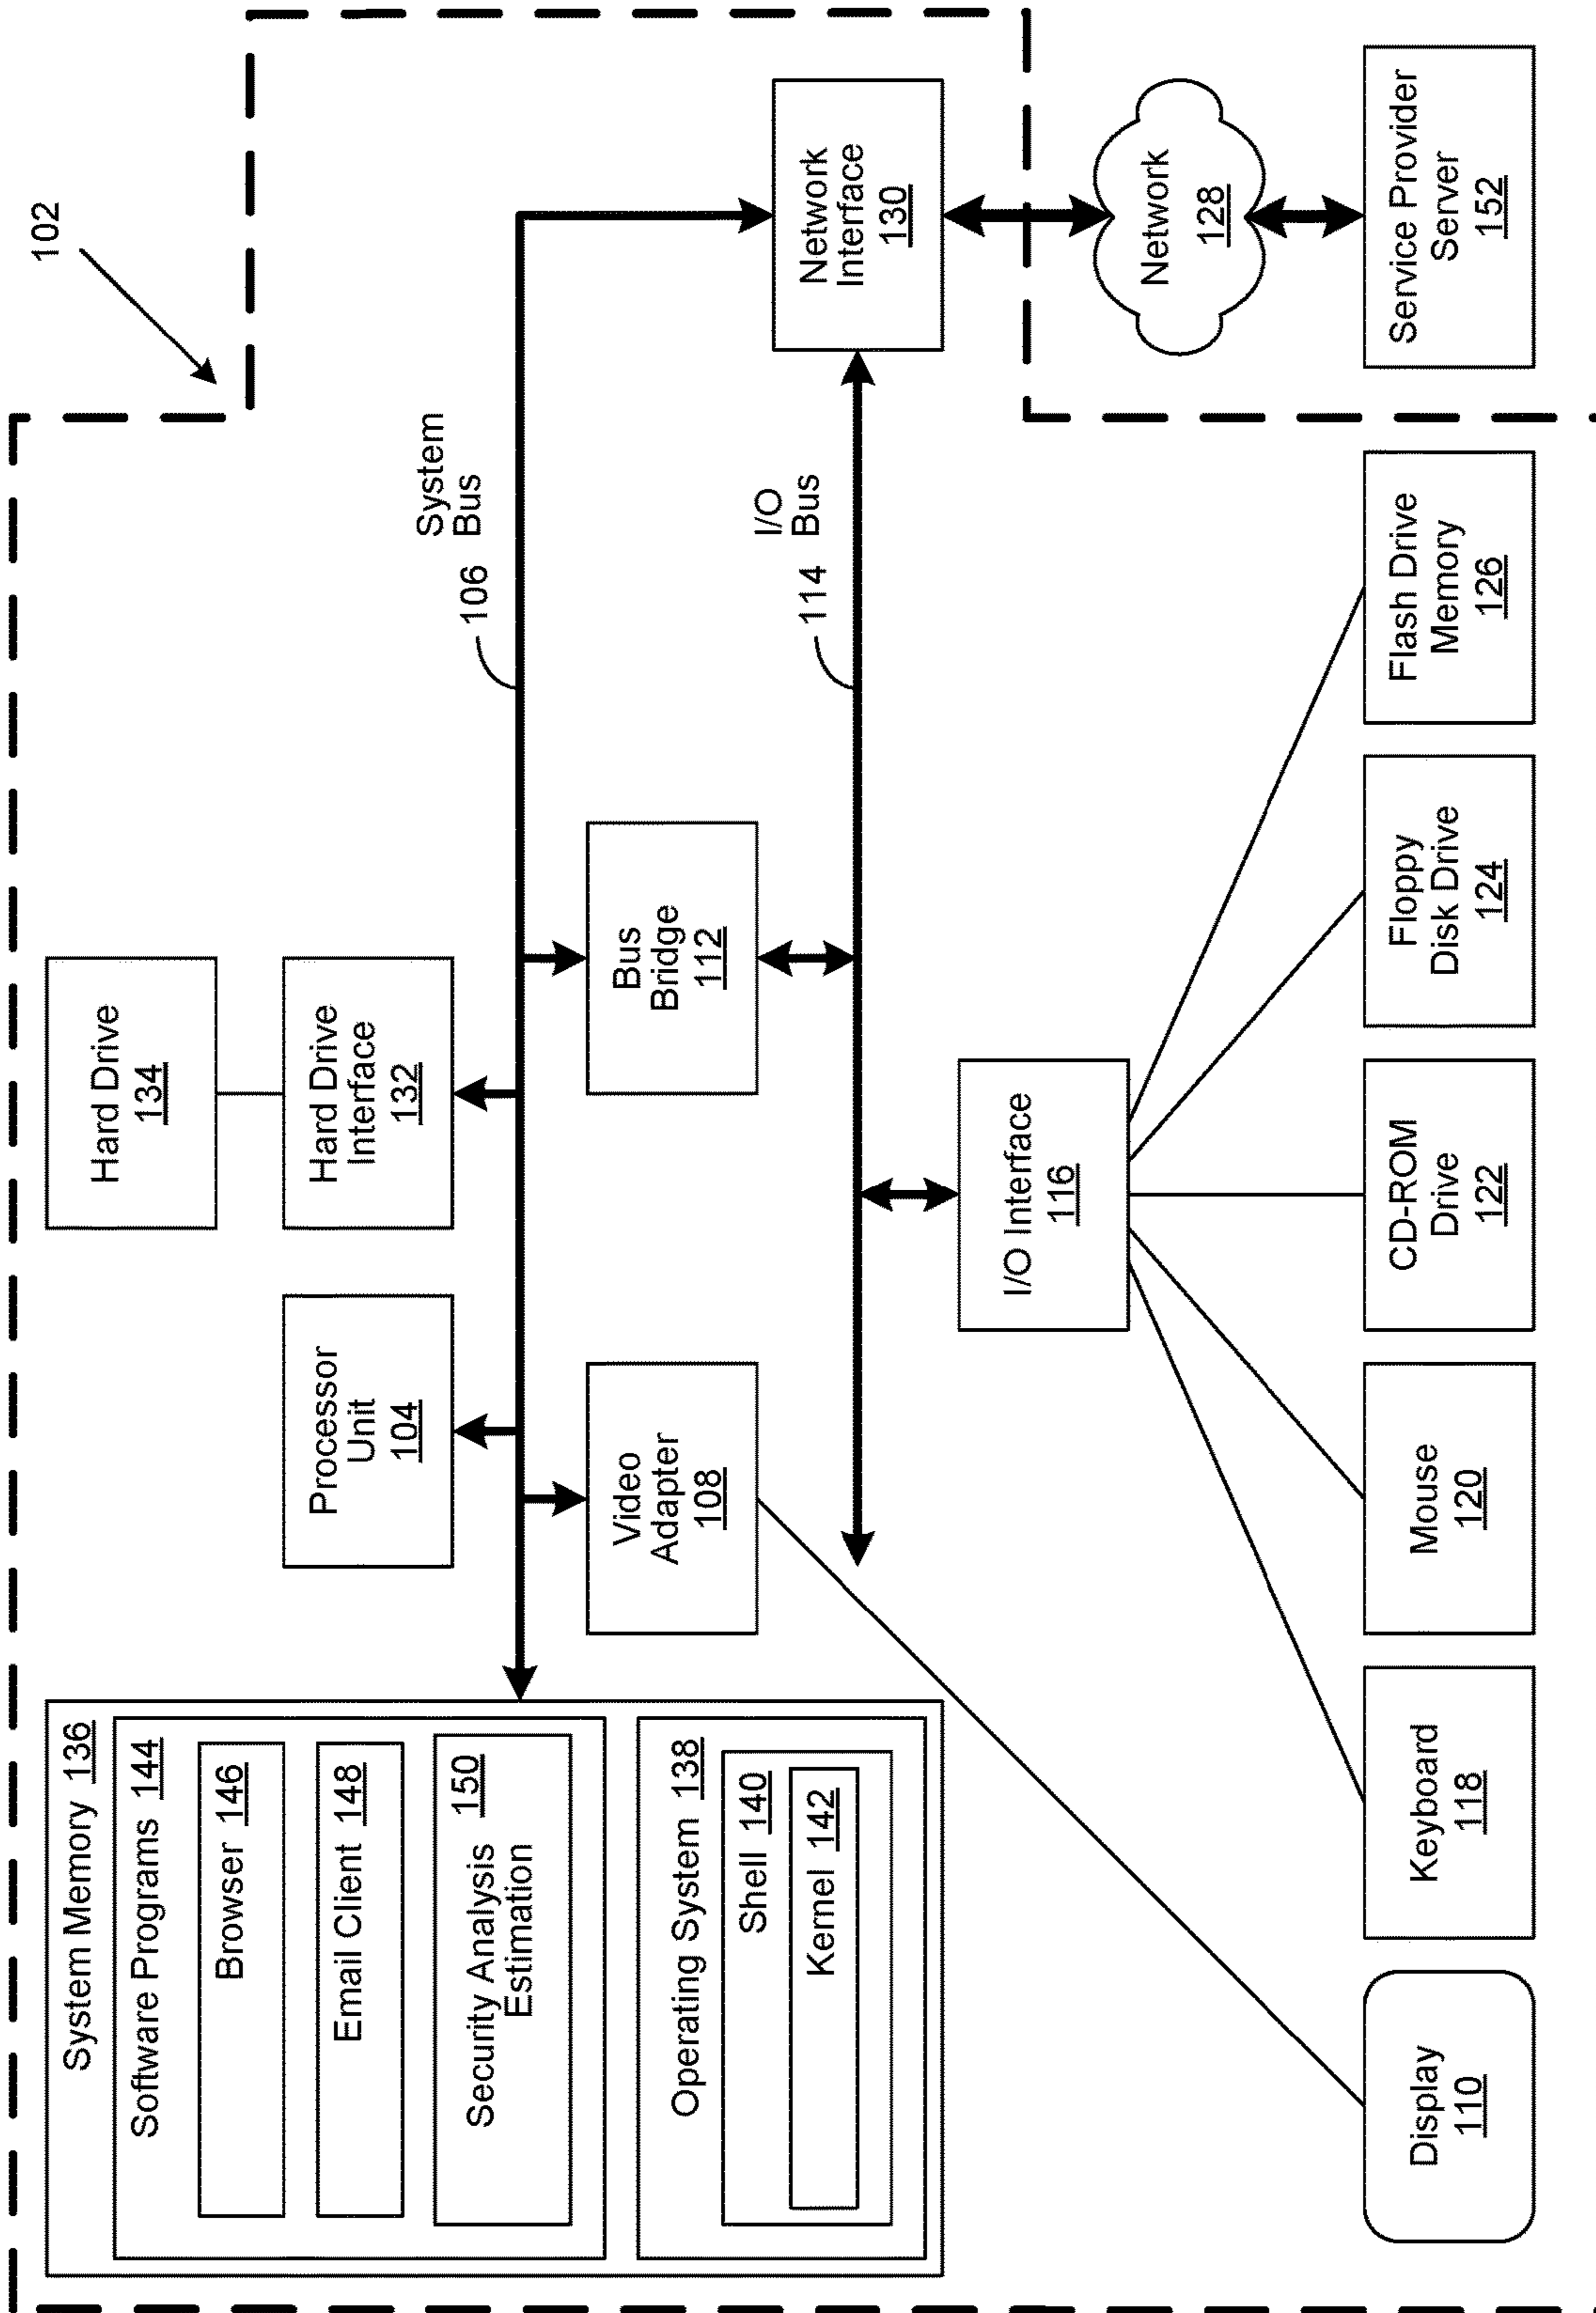 102
System Memory 136
Software Programs 144
Browser 146
Email Client 148
150
Security Analysis
Estimation
Operating System 138
Shell 140
Kernel 142
Hard Drive
134
Processor
Unit
104
Hard Drive
Interface
132
106
System
Bus
Video
Adapter
108
Bus
Bridge
112
114
I/O
Bus
Network
Interface
130
I/O Interface
116
Network
128
Display
110
Keyboard
118
Mouse
120
CD-ROM
Drive
122
Floppy
Disk Drive
124
Flash Drive
Memory
126
Service Provider
Server
152